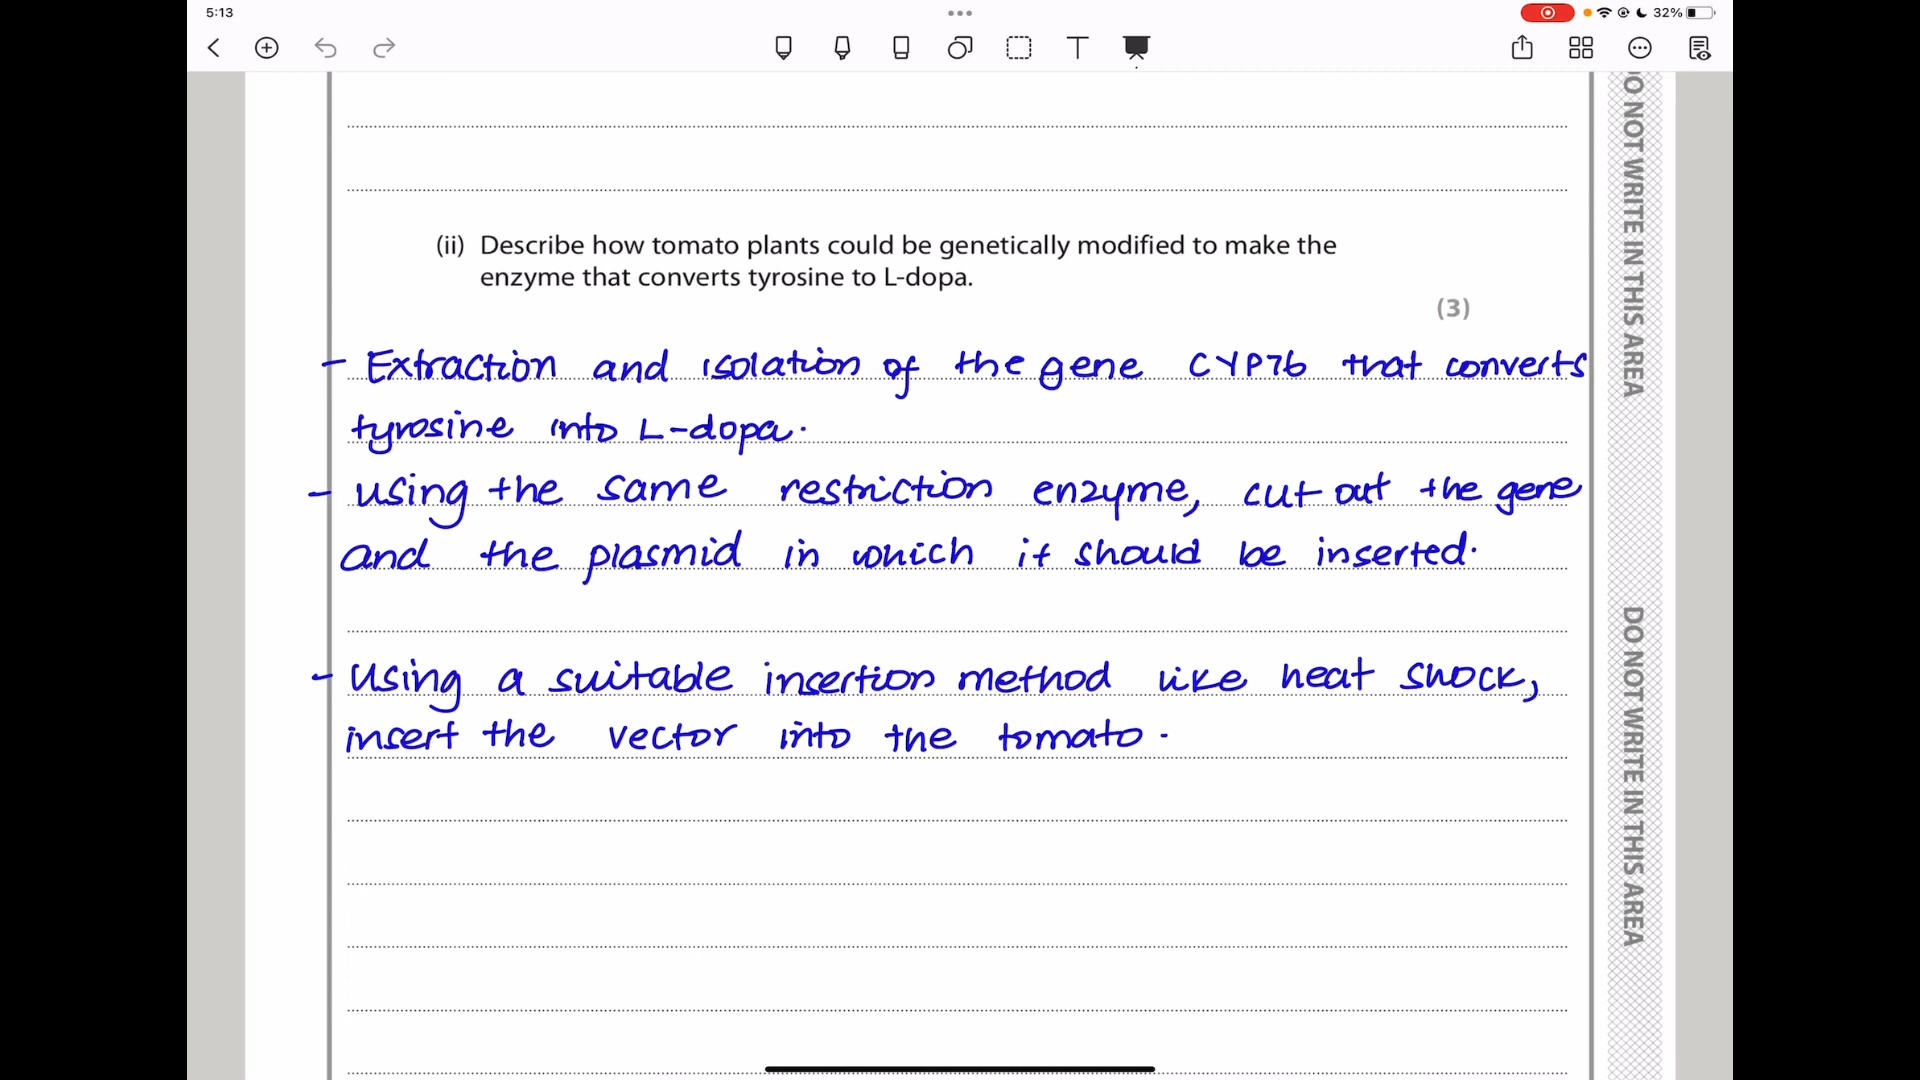 5:13
32%
(ii) Describe how tomato plants could be genetically modified to make the
enzyme that converts tyrosine to L-dopa.
(3)
- Extraction and isolation of the gene CYP76 that converts
tyrosine into L-dopa.
- Using the same restriction enzyme, cut out the gene
and the plasmid in which it should be inserted.
- Using a suitable insertion method like heat shock,
insert the vector into the tomato.
DO NOT WRITE IN THIS AREA
DO NOT WRITE IN THIS AREA